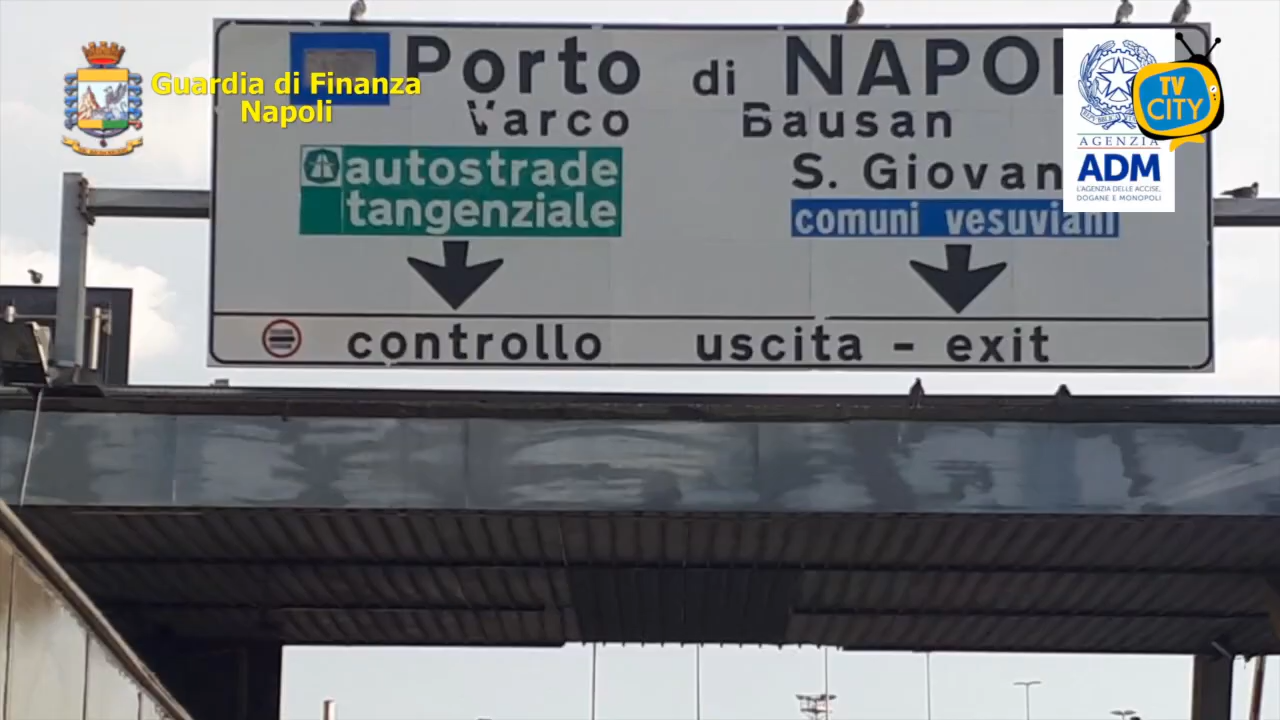 Guardia di Finanza
Napoli
Porto di NAPO
Varco Bausan
autostrade
tangenziale
S. Giovan
comuni vesuviani
controllo
uscita - exit
AGENZIA
ADM
L'AGENZIA DELLE ACCISE,
DOGANE E MONOPOLI
TV
CITY